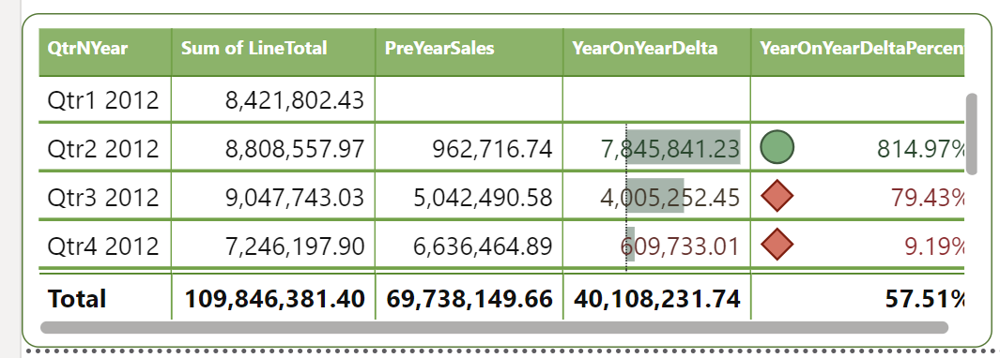 QtrNYear Sum of LineTotal PreYearSales YearOnYearDelta YearOnYearDeltaPercen
Qtr1 2012 8,421,802.43
Qtr2 2012 8,808,557.97 962,716.74 7,845,841.23 814.97%
Qtr3 2012 9,047,743.03 5,042,490.58 4,005,252.45 79.43%
Qtr4 2012 7,246,197.90 6,636,464.89 609,733.01 9.19%
Total 109,846,381.40 69,738,149.66 40,108,231.74 57.51%